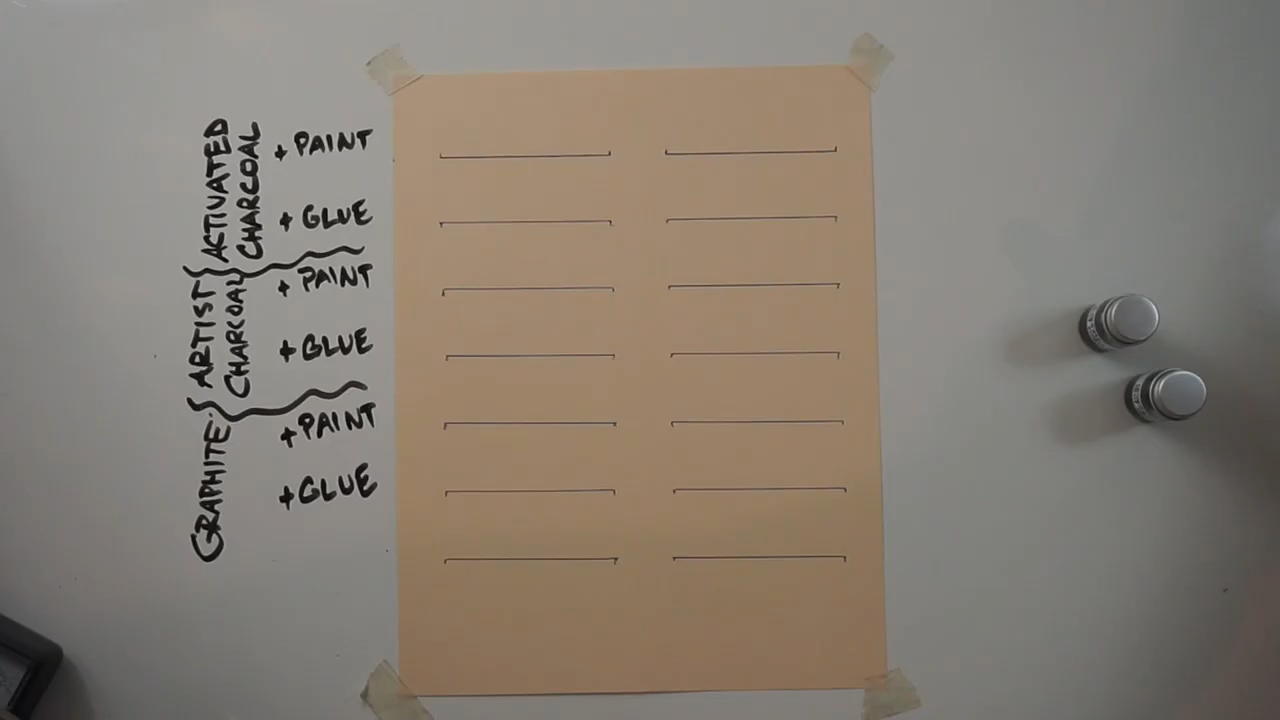 ACTIVATED
CHARCOAL
+ PAINT
+ GLUE
ARTIST
CHARCOAL
+ PAINT
+ GLUE
GRAPHITE
+ PAINT
+ GLUE